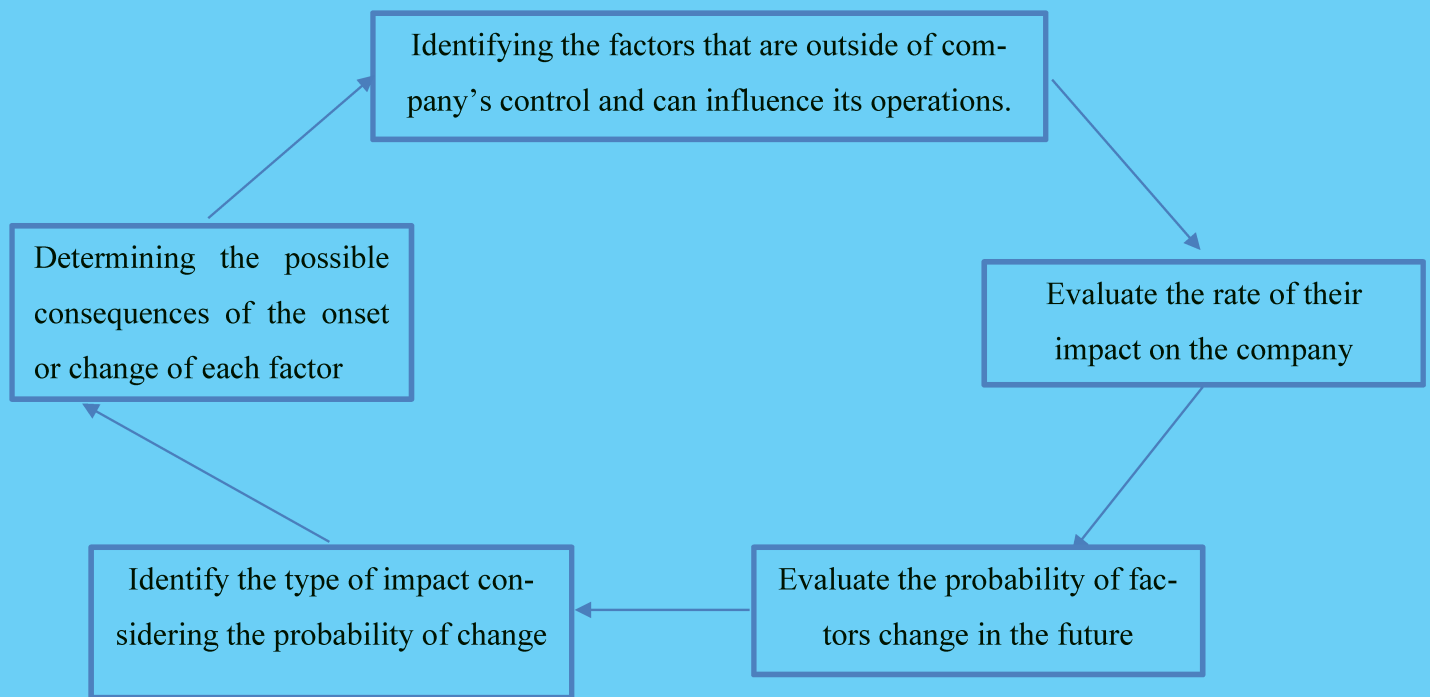 Identifying the factors that are outside of com-
pany’s control and can influence its operations.
Evaluate the rate of their
impact on the company
Evaluate the probability of fac-
tors change in the future
Identify the type of impact con-
sidering the probability of change
Determining the possible
consequences of the onset
or change of each factor